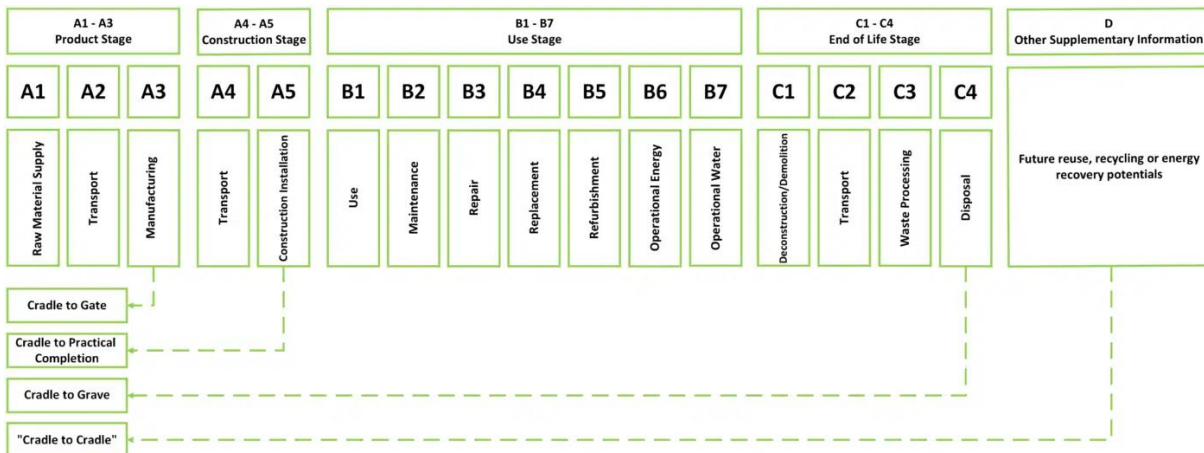 A1 - A3
Product Stage
A4 - A5
Construction Stage
B1 - B7
Use Stage
C1 - C4
End of Life Stage
D
Other Supplementary Information
A1
A2
A3
A4
A5
B1
B2
B3
B4
B5
B6
B7
C1
C2
C3
C4
Raw Material Supply
Transport
Manufacturing
Transport
Construction Installation
Use
Maintenance
Repair
Replacement
Refurbishment
Operational Energy
Operational Water
Deconstruction/Demolition
Transport
Waste Processing
Disposal
Future reuse, recycling or energy
recovery potentials
Cradle to Gate
Cradle to Practical
Completion
Cradle to Grave
"Cradle to Cradle"